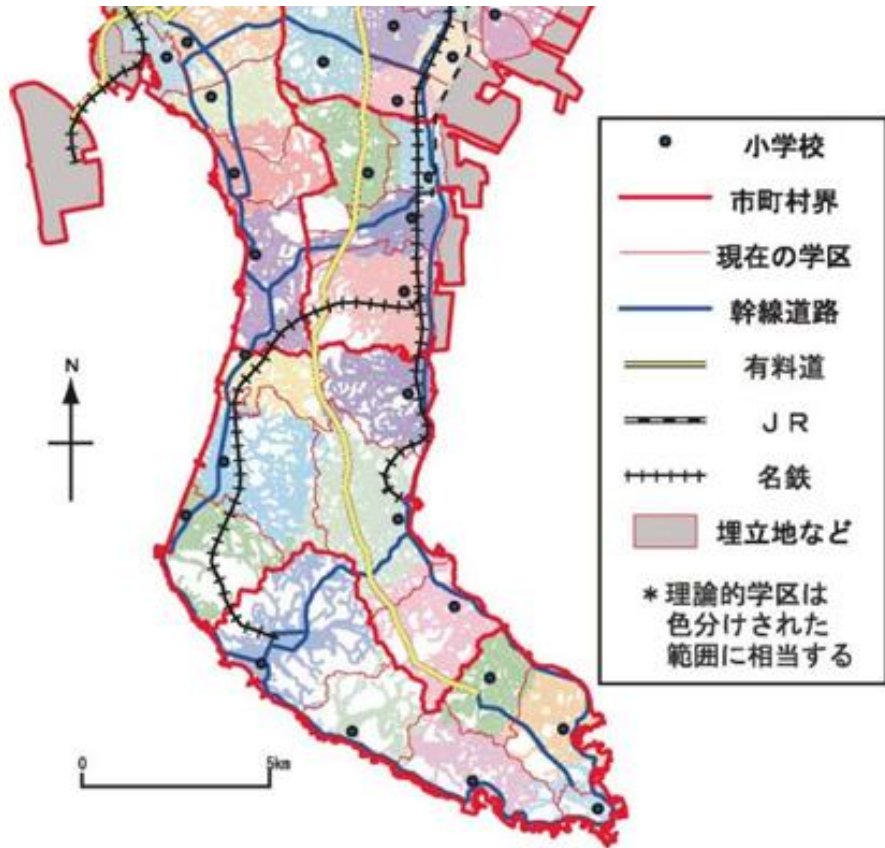 小学校
市町村界
現在の学区
幹線道路
有料道
ＪＲ
名鉄
埋立地など
＊理論的学区は
色分けされた
範囲に相当する
N
0 5km